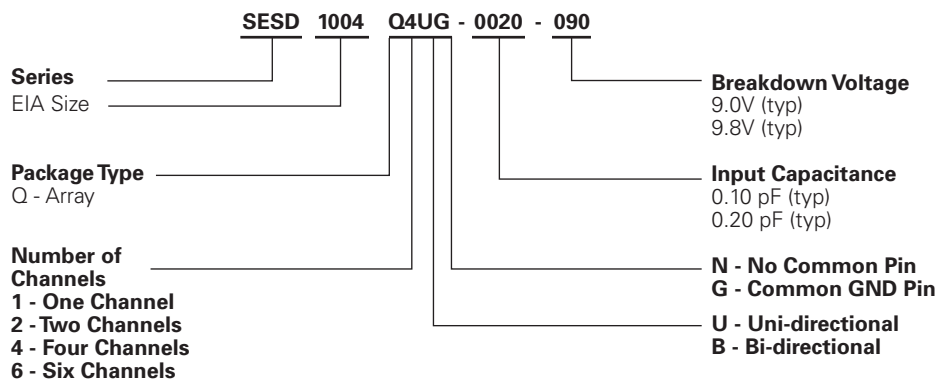 SESD 1004 Q4UG - 0020 - 090
Series
EIA Size
Package Type
Q - Array
Number of
Channels
1 - One Channel
2 - Two Channels
4 - Four Channels
6 - Six Channels
Breakdown Voltage
9.0V (typ)
9.8V (typ)
Input Capacitance
0.10 pF (typ)
0.20 pF (typ)
N - No Common Pin
G - Common GND Pin
U - Uni-directional
B - Bi-directional